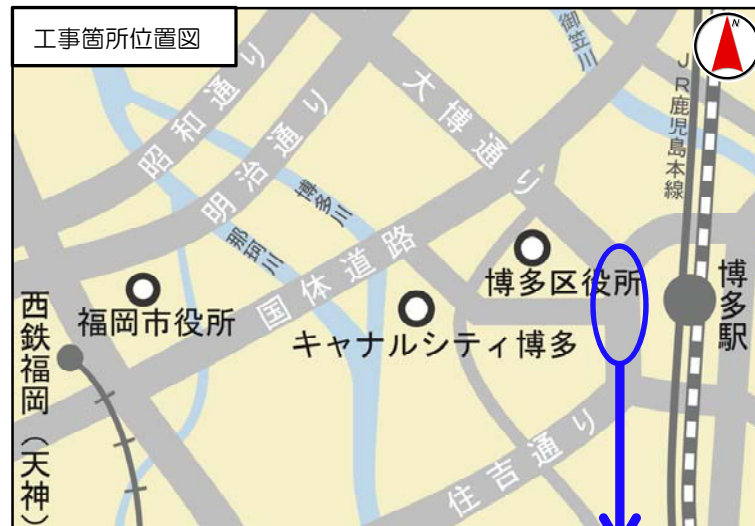 工事箇所位置図
N
御笠川
JR鹿児島本線
大博通り
昭和通り
明治通り
博多川
那珂川
国体道路
博多区役所
博多駅
福岡市役所
キャナルシティ博多
西鉄福岡(天神)
住吉通り